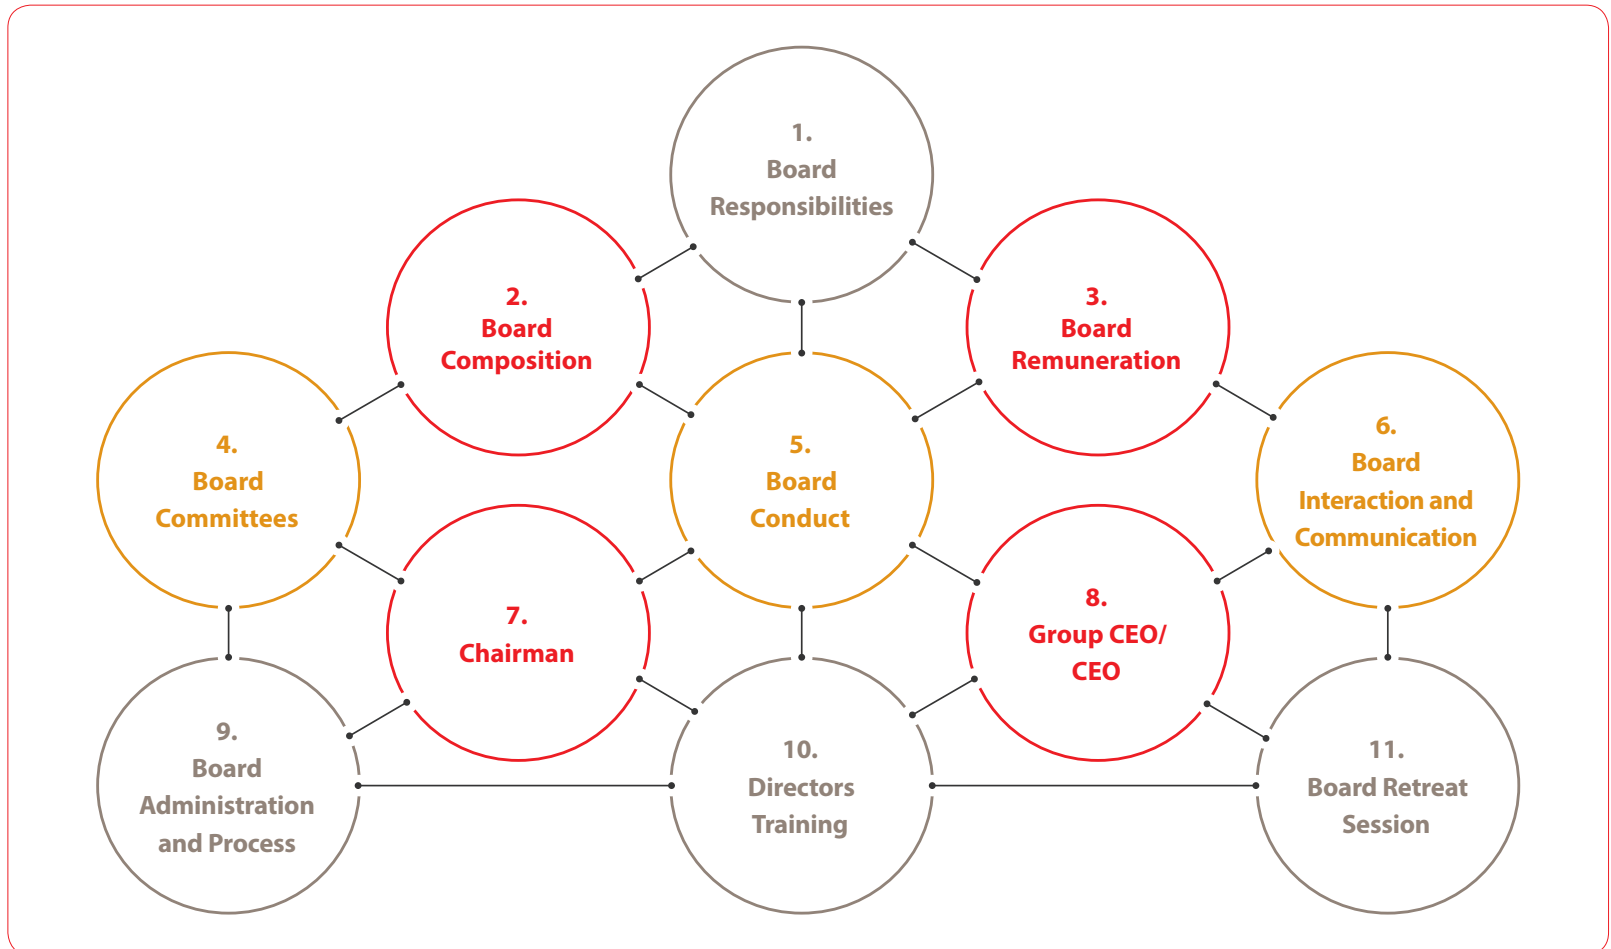 1.
Board
Responsibilities
2.
Board
Composition
3.
Board
Remuneration
4.
Board
Committees
5.
Board
Conduct
6.
Board
Interaction and
Communication
7.
Chairman
8.
Group CEO/
CEO
9.
Board
Administration
and Process
10.
Directors
Training
11.
Board Retreat
Session